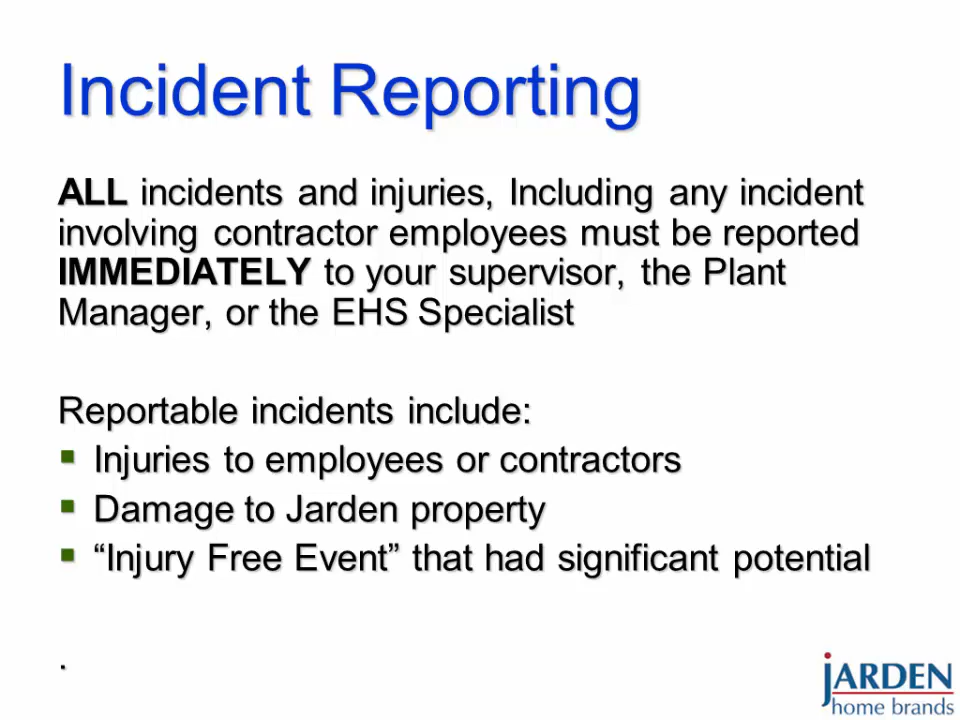 Incident Reporting
ALL incidents and injuries, Including any incident
involving contractor employees must be reported
IMMEDIATELY to your supervisor, the Plant
Manager, or the EHS Specialist
Reportable incidents include:
▪ Injuries to employees or contractors
▪ Damage to Jarden property
▪ “Injury Free Event” that had significant potential
.
jARDEN
home brands